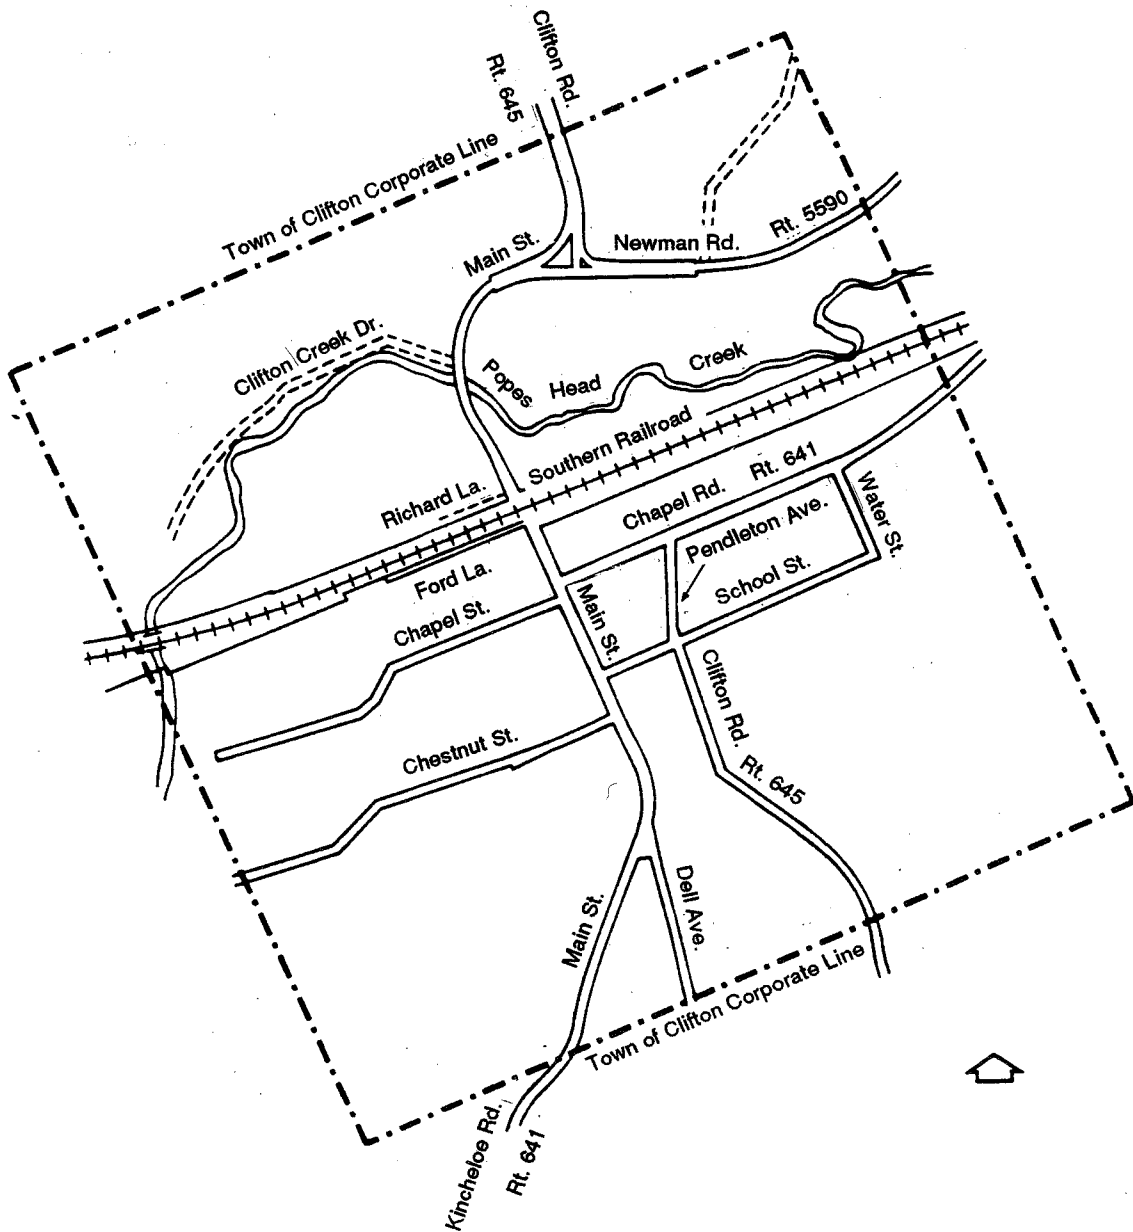 Clifton Rd.
Rt. 645
Town of Clifton Corporate Line
Rt. 5590
Newman Rd.
Main St.
Clifton Creek Dr.
Popes Head Creek
Southern Railroad
Richard La.
Rt. 641
Chapel Rd.
Water St.
Pendleton Ave.
School St.
Ford La.
Main St.
Chapel St.
Clifton Rd.
Chestnut St.
Rt. 645
Dell Ave.
Main St.
Town of Clifton Corporate Line
Kincheloe Rd.
Rt. 641